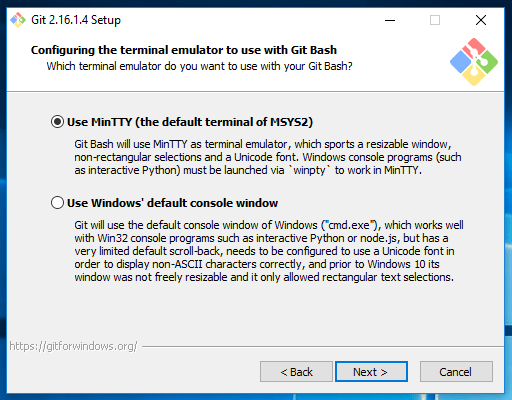 Git 2.16.1.4 Setup
Configuring the terminal emulator to use with Git Bash
Which terminal emulator do you want to use with your Git Bash?
Use MinTTY (the default terminal of MSYS2)
Git Bash will use MinTTY as terminal emulator, which sports a resizable window,
non-rectangular selections and a Unicode font. Windows console programs (such
as interactive Python) must be launched via `winpty` to work in MinTTY.
Use Windows' default console window
Git will use the default console window of Windows ("cmd.exe"), which works well
with Win32 console programs such as interactive Python or node.js, but has a
very limited default scroll-back, needs to be configured to use a Unicode font in
order to display non-ASCII characters correctly, and prior to Windows 10 its
window was not freely resizable and it only allowed rectangular text selections.
https://gitforwindows.org/
< Back
Next >
Cancel